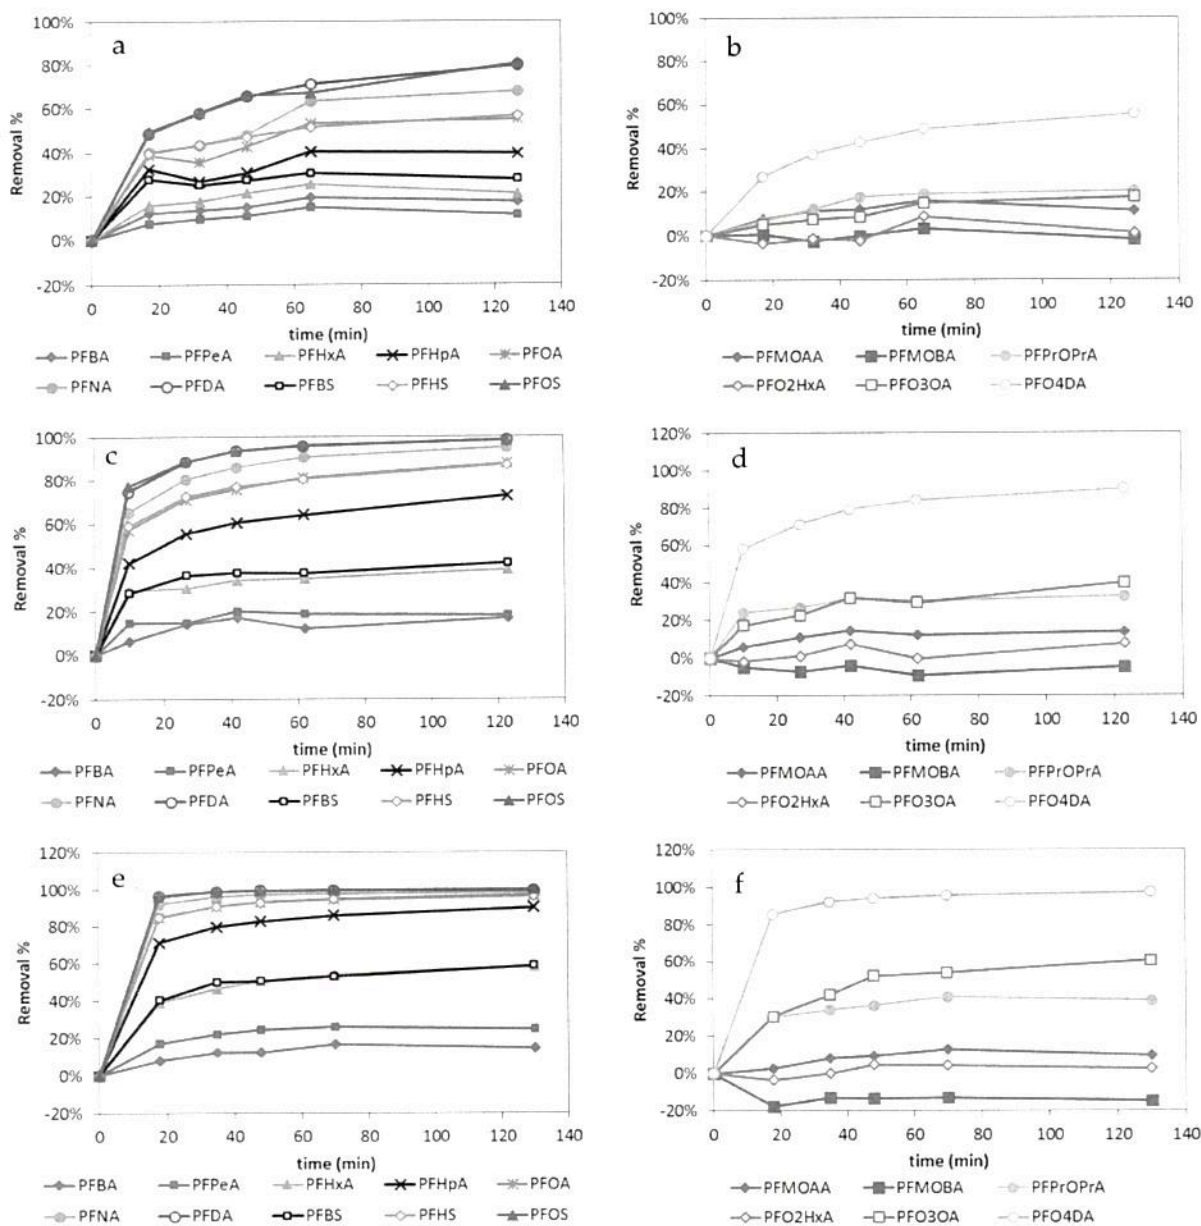 a
Removal %
100%
80%
60%
40%
20%
0%
-20%
0 20 40 60 80 100 120 140
time (min)
PFBA PFPeA PFHxA PFHpA PFOA
PFNA PFDA PFBS PFHS PFOS
b
Removal %
100%
80%
60%
40%
20%
0%
-20%
0 20 40 60 80 100 120 140
time (min)
PFMOAA PFMOBA PFPrOPrA
PFO2HxA PFO3OA PFO4DA
c
Removal %
100%
80%
60%
40%
20%
0%
-20%
0 20 40 60 80 100 120 140
time (min)
PFBA PFPeA PFHxA PFHpA PFOA
PFNA PFDA PFBS PFHS PFOS
d
Removal %
120%
100%
80%
60%
40%
20%
0%
-20%
0 20 40 60 80 100 120 140
time (min)
PFMOAA PFMOBA PFPrOPrA
PFO2HxA PFO3OA PFO4DA
e
Removal %
120%
100%
80%
60%
40%
20%
0%
-20%
0 20 40 60 80 100 120 140
time (min)
PFBA PFPeA PFHxA PFHpA PFOA
PFNA PFDA PFBS PFHS PFOS
f
Removal %
120%
100%
80%
60%
40%
20%
0%
-20%
0 20 40 60 80 100 120 140
time (min)
PFMOAA PFMOBA PFPrOPrA
PFO2HxA PFO3OA PFO4DA